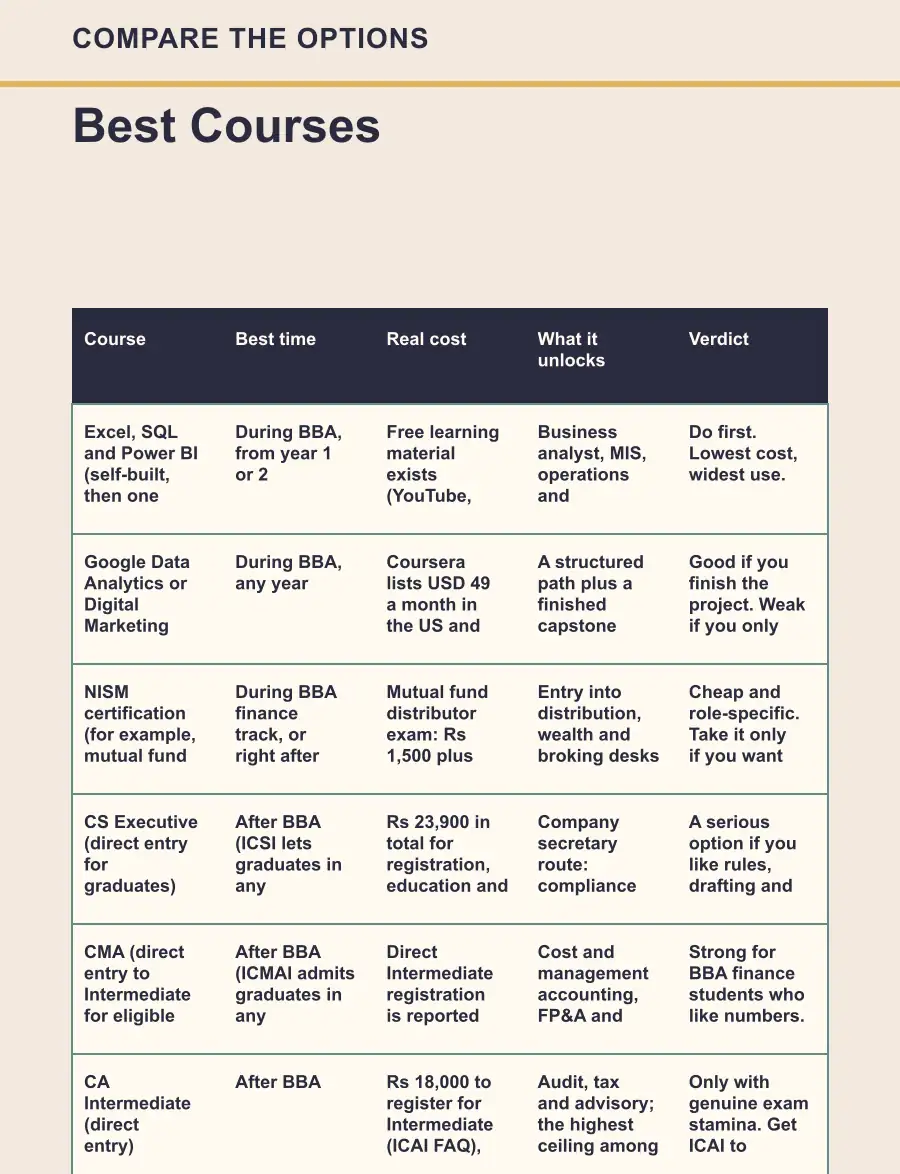 COMPARE THE OPTIONS
Best Courses
Course
Best time
Real cost
What it
unlocks
Verdict
Excel, SQL
and Power BI
(self-built,
then one
During BBA,
from year 1
or 2
Free learning
material
exists
(YouTube,
Business
analyst, MIS,
operations
and
Do first.
Lowest cost,
widest use.
Google Data
Analytics or
Digital
Marketing
During BBA,
any year
Coursera
lists USD 49
a month in
the US and
A structured
path plus a
finished
capstone
Good if you
finish the
project. Weak
if you only
NISM
certification
(for example,
mutual fund
During BBA
finance
track, or
right after
Mutual fund
distributor
exam: Rs
1,500 plus
Entry into
distribution,
wealth and
broking desks
Cheap and
role-specific.
Take it only
if you want
CS Executive
(direct entry
for
graduates)
After BBA
(ICSI lets
graduates in
any
Rs 23,900 in
total for
registration,
education and
Company
secretary
route:
compliance
A serious
option if you
like rules,
drafting and
CMA (direct
entry to
Intermediate
for eligible
After BBA
(ICMAI admits
graduates in
any
Direct
Intermediate
registration
is reported
Cost and
management
accounting,
FP&A and
Strong for
BBA finance
students who
like numbers.
CA
Intermediate
(direct
entry)
After BBA
Rs 18,000 to
register for
Intermediate
(ICAI FAQ),
Audit, tax
and advisory;
the highest
ceiling among
Only with
genuine exam
stamina. Get
ICAI to